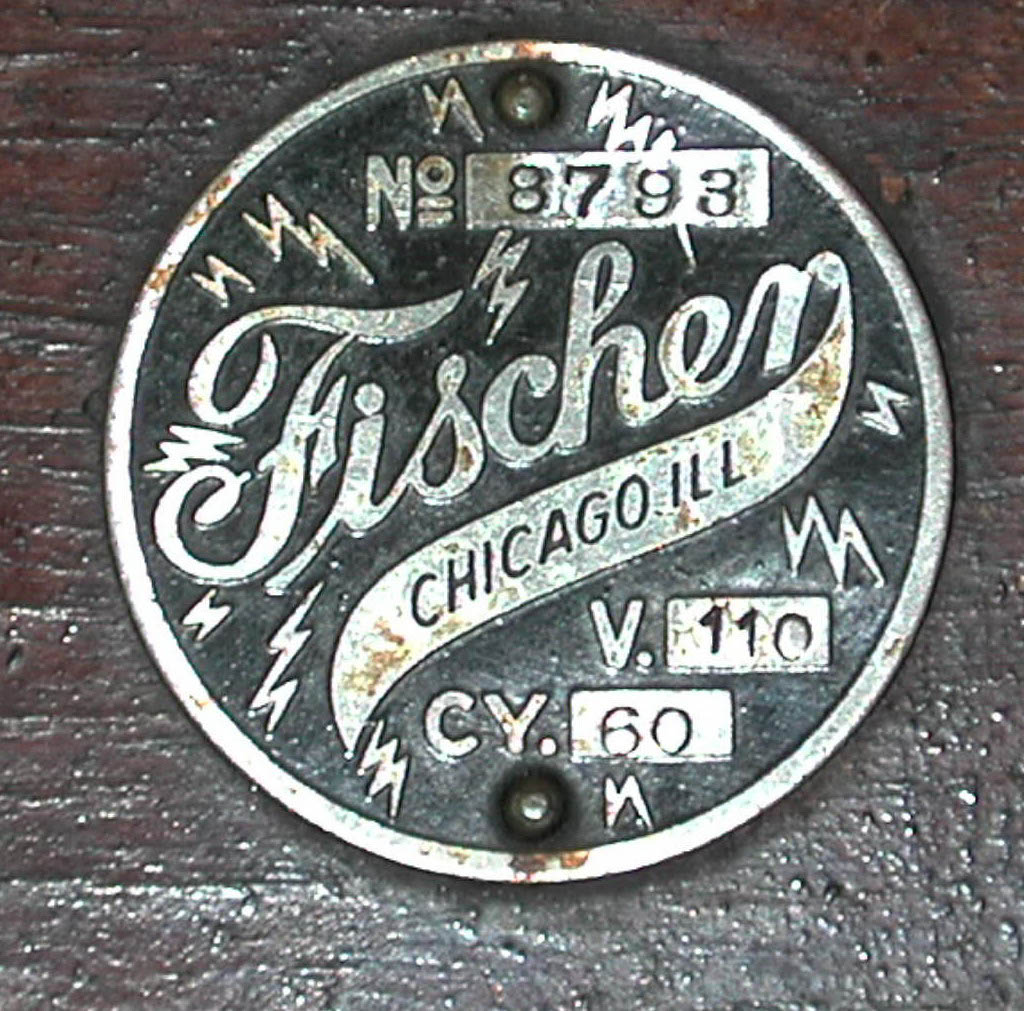 No 8793
Fischer
CHICAGO.ILL
V. 110
CY. 60